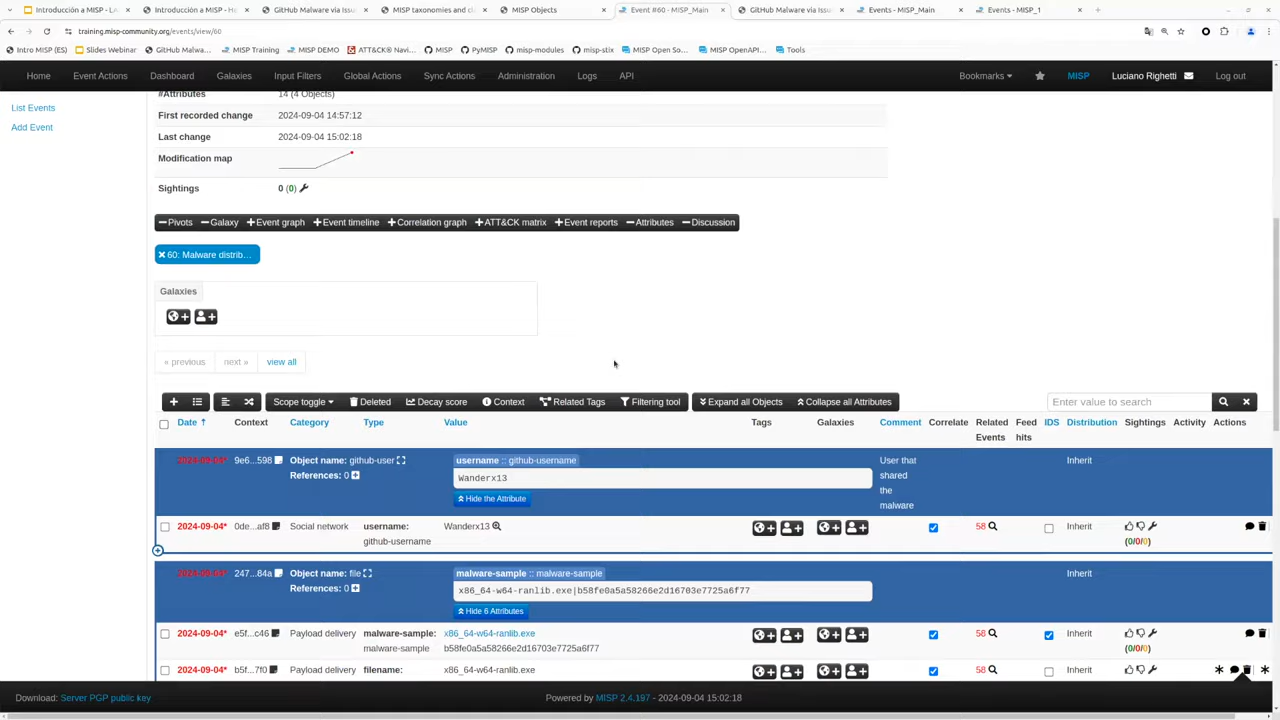 Introducción a MISP - LA
Introducción a MISP - Ha
GitHub Malware via Issu
MISP taxonomies and cl
MISP Objects
Event #60 - MISP_Main
GitHub Malware via Issu
Events - MISP_Main
Events - MISP_1
training.misp-community.org/events/view/60
Intro MISP (ES) Slides Webinar GitHub Malwa... MISP Training MISP DEMO ATT&CK® Navi... MISP PyMISP misp-modules misp-stix MISP Open So... MISP OpenAPI... Tools
Home Event Actions Dashboard Galaxies Input Filters Global Actions Sync Actions Administration Logs API Bookmarks MISP Luciano Righetti Log out
List Events
Add Event
#Attributes 14 (4 Objects)
First recorded change 2024-09-04 14:57:12
Last change 2024-09-04 15:02:18
Modification map
Sightings 0 (0)
Pivots Galaxy Event graph Event timeline Correlation graph ATT&CK matrix Event reports Attributes Discussion
60: Malware distrib...
Galaxies
« previous next » view all
Scope toggle Deleted Decay score Context Related Tags Filtering tool Expand all Objects Collapse all Attributes Enter value to search
Date Context Category Type Value Tags Galaxies Comment Correlate Related Events Feed hits IDS Distribution Sightings Activity Actions
2024-09-04* 9e6...598 Object name: github-user username :: github-username User that shared the malware Inherit
References: 0 Wanderx13
Hide the Attribute
2024-09-04* 0de...af8 Social network username: Wanderx13 58 Inherit
github-username (0/0/0)
2024-09-04* 247...84a Object name: file malware-sample :: malware-sample Inherit
References: 0 x86_64-w64-ranlib.exe|b58fe0a5a58266e2d16703e7725a6f77
Hide 6 Attributes
2024-09-04* e5f...c46 Payload delivery malware-sample: x86_64-w64-ranlib.exe 58 Inherit
malware-sample b58fe0a5a58266e2d16703e7725a6f77 (0/0/0)
2024-09-04* b5f...7f0 Payload delivery filename: x86_64-w64-ranlib.exe 58 Inherit
Download: Server PGP public key Powered by MISP 2.4.197 - 2024-09-04 15:02:18